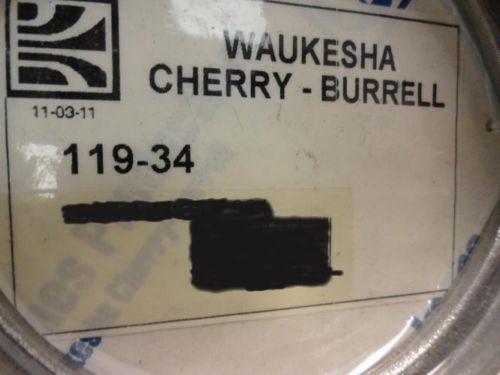 WAUKESHA
CHERRY - BURRELL
11-03-11
119-34